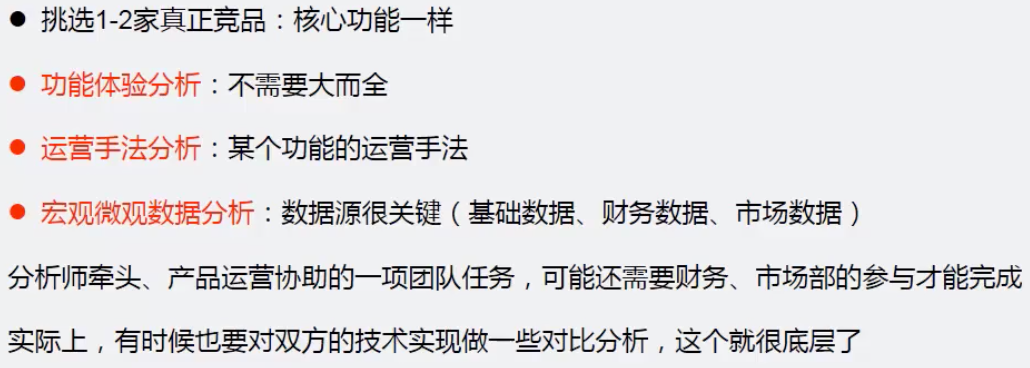 ● 挑选1-2家真正竞品：核心功能一样
● 功能体验分析：不需要大而全
● 运营手法分析：某个功能的运营手法
● 宏观微观数据分析：数据源很关键（基础数据、财务数据、市场数据）
分析师牵头、产品运营协助的一项团队任务，可能还需要财务、市场部的参与才能完成
实际上，有时候也要对双方的技术实现做一些对比分析，这个就很底层了